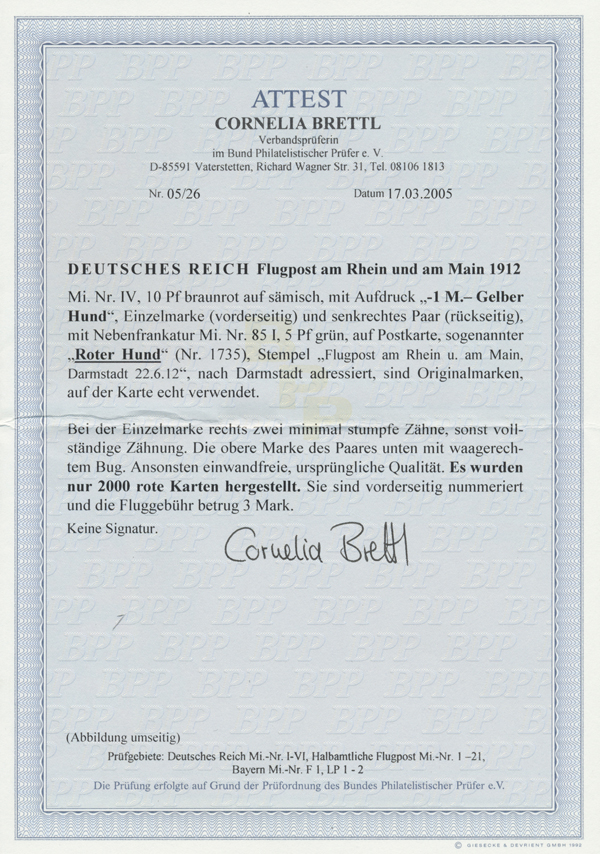 ATTEST
CORNELIA BRETTL
Verbandsprüferin
im Bund Philatelistischer Prüfer e. V.
D-85591 Vaterstetten, Richard Wagner Str. 31, Tel. 08106 1813
Nr. 05/26 Datum 17.03.2005
DEUTSCHES REICH Flugpost am Rhein und am Main 1912
Mi. Nr. IV, 10 Pf braunrot auf sämisch, mit Aufdruck „-1 M.– Gelber
Hund“, Einzelmarke (vorderseitig) und senkrechtes Paar (rückseitig),
mit Nebenfrankatur Mi. Nr. 85 I, 5 Pf grün, auf Postkarte, sogenannter
„Roter Hund“ (Nr. 1735), Stempel „Flugpost am Rhein u. am Main,
Darmstadt 22.6.12“, nach Darmstadt adressiert, sind Originalmarken,
auf der Karte echt verwendet.
Bei der Einzelmarke rechts zwei minimal stumpfe Zähne, sonst voll-
ständige Zähnung. Die obere Marke des Paares unten mit waagerech-
tem Bug. Ansonsten einwandfreie, ursprüngliche Qualität. Es wurden
nur 2000 rote Karten hergestellt. Sie sind vorderseitig nummeriert
und die Fluggebühr betrug 3 Mark.
Keine Signatur.
Cornelia Brettl
(Abbildung umseitig)
Prüfgebiete: Deutsches Reich Mi.-Nr. I-VI, Halbamtliche Flugpost Mi.-Nr. 1 –21,
Bayern Mi.-Nr. F 1, LP 1 - 2
Die Prüfung erfolgte auf Grund der Prüfordnung des Bundes Philatelistischer Prüfer e.V.
© GIESECKE & DEVRIENT GMBH 1992